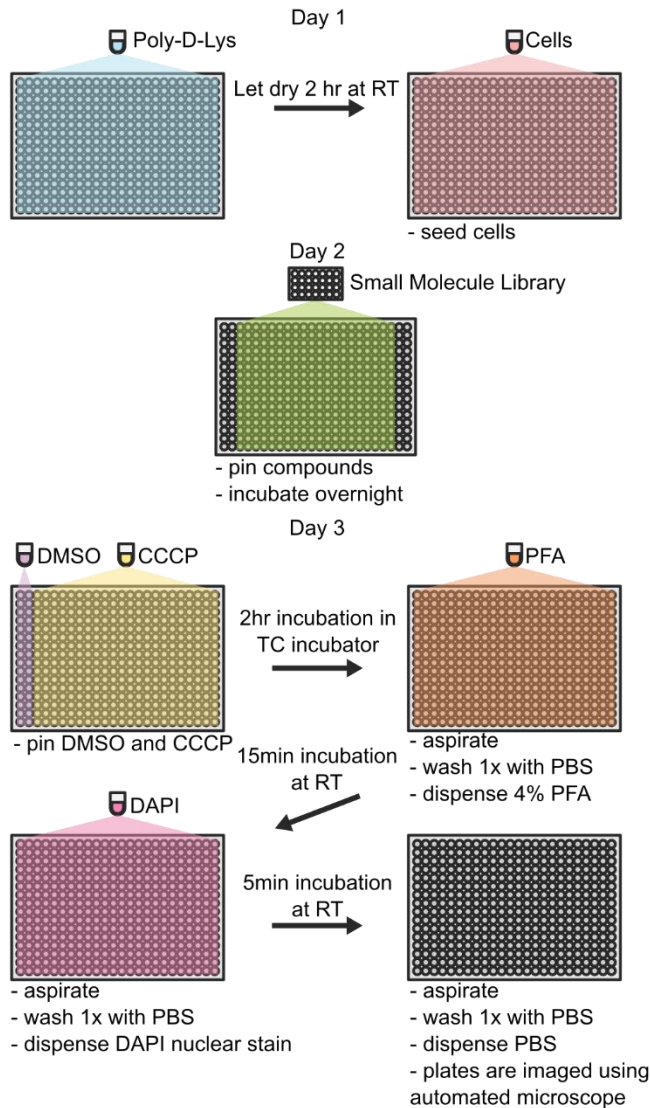 Day 1
Poly-D-Lys
Let dry 2 hr at RT
Cells
- seed cells
Day 2
Small Molecule Library
- pin compounds
- incubate overnight
Day 3
DMSO
CCCP
- pin DMSO and CCCP
2hr incubation in
TC incubator
PFA
- aspirate
- wash 1x with PBS
- dispense 4% PFA
15min incubation
at RT
DAPI
- aspirate
- wash 1x with PBS
- dispense DAPI nuclear stain
5min incubation
at RT
- aspirate
- wash 1x with PBS
- dispense PBS
- plates are imaged using
automated microscope